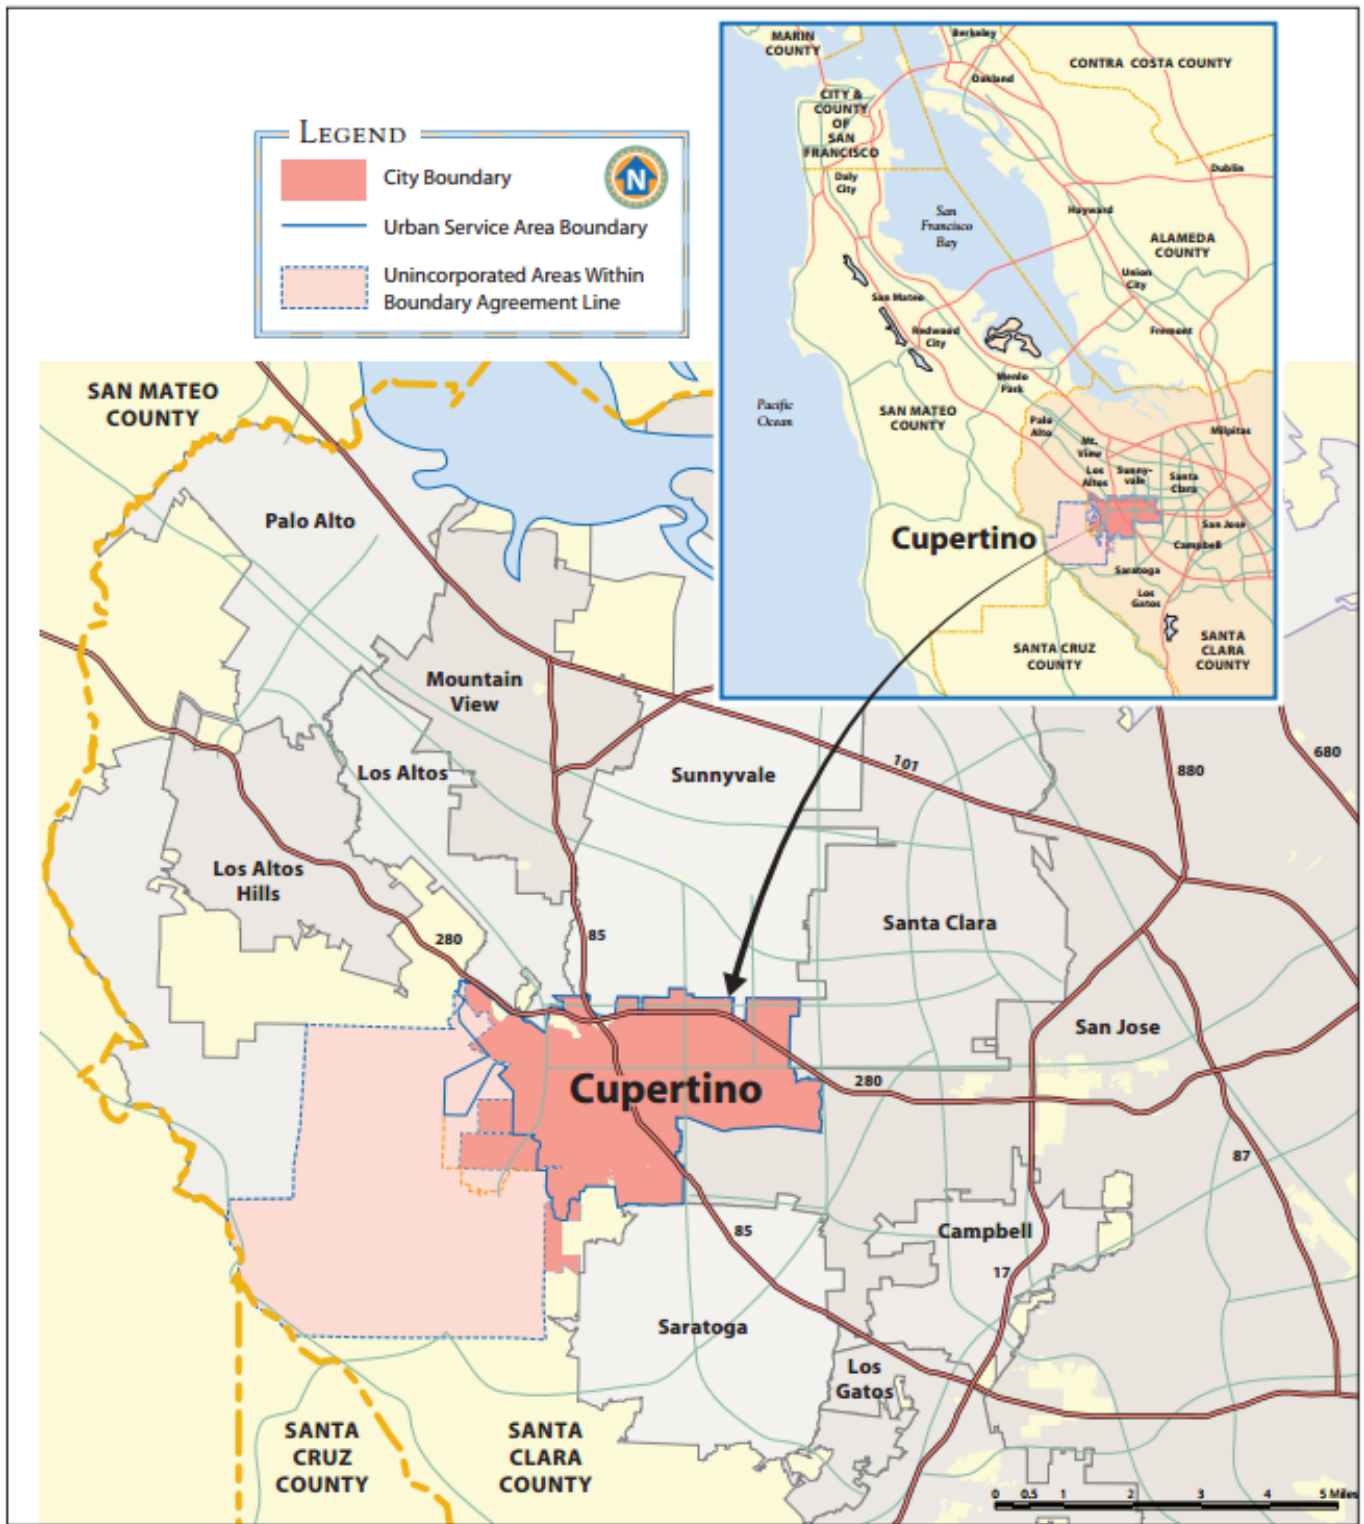 LEGEND
City Boundary
N
Urban Service Area Boundary
Unincorporated Areas Within
Boundary Agreement Line
MARIN
COUNTY
Berkeley
CONTRA COSTA COUNTY
Oakland
CITY &
COUNTY
OF
SAN
FRANCISCO
Daly
City
Dublin
San
Francisco
Bay
Hayward
ALAMEDA
COUNTY
Union
City
San Mateo
Redwood
City
Fremont
Menlo
Park
Pacific
Ocean
SAN MATEO
COUNTY
Palo
Alto
Milpitas
Mt.
View
Los
Altos
Sunny-
vale
Santa
Clara
San Jose
Cupertino
Campbell
Saratoga
Los
Gatos
SANTA CRUZ
COUNTY
SANTA
CLARA
COUNTY
SAN MATEO
COUNTY
Palo Alto
Mountain
View
Los Altos
Sunnyvale
101
880
680
Los Altos
Hills
280
85
Santa Clara
San Jose
Cupertino
280
87
85
Campbell
17
Saratoga
Los
Gatos
SANTA
CRUZ
COUNTY
SANTA
CLARA
COUNTY
0 0.5 1 2 3 4 5 Miles